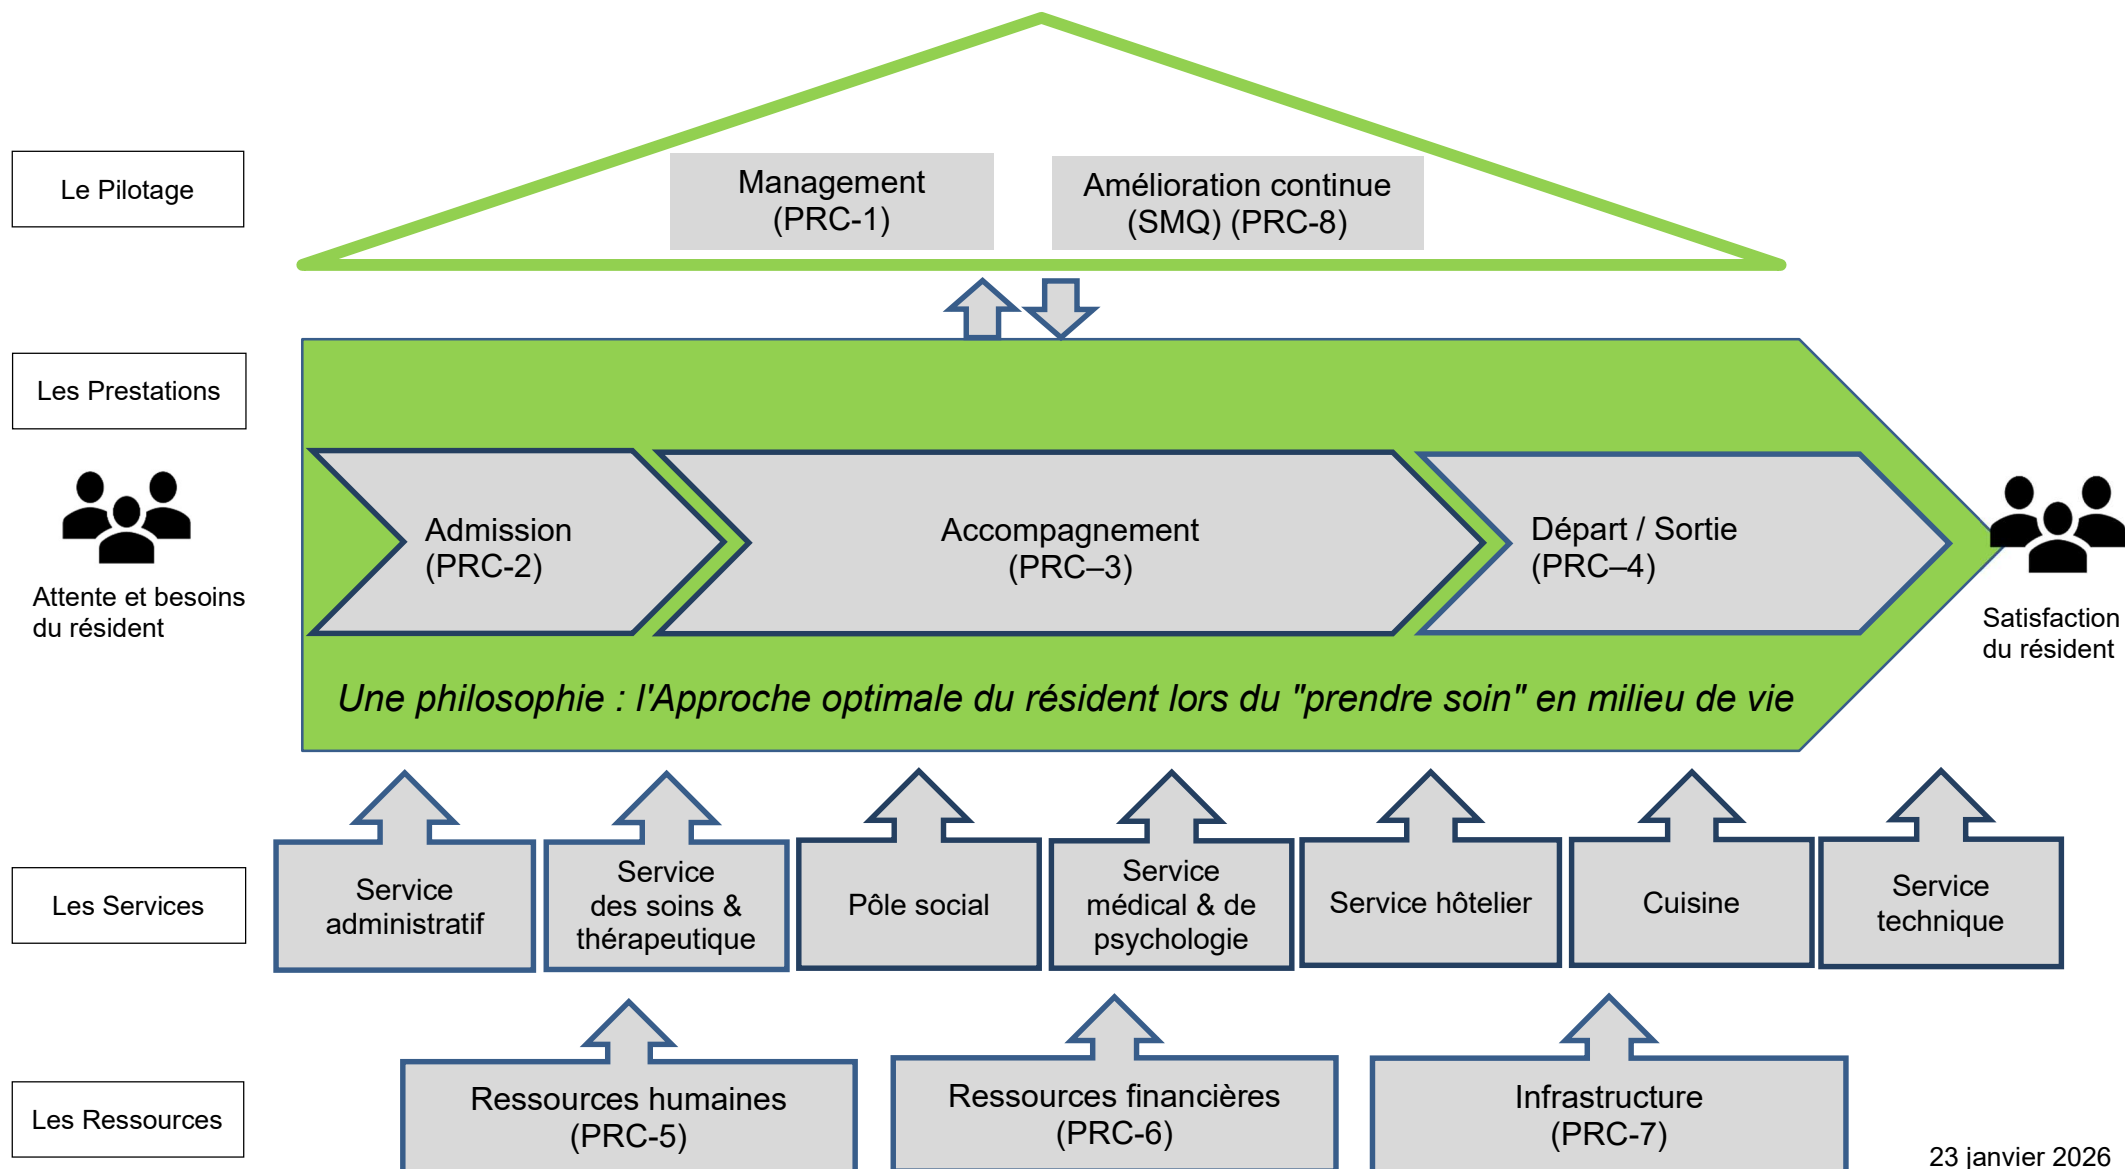 Le Pilotage
Management
(PRC-1)
Amélioration continue
(SMQ) (PRC-8)
Les Prestations
Attente et besoins
du résident
Admission
(PRC-2)
Accompagnement
(PRC–3)
Départ / Sortie
(PRC–4)
Satisfaction
du résident
Une philosophie : l'Approche optimale du résident lors du "prendre soin" en milieu de vie
Les Services
Service
administratif
Service
des soins &
thérapeutique
Pôle social
Service
médical & de
psychologie
Service hôtelier
Cuisine
Service
technique
Les Ressources
Ressources humaines
(PRC-5)
Ressources financières
(PRC-6)
Infrastructure
(PRC-7)
23 janvier 2026